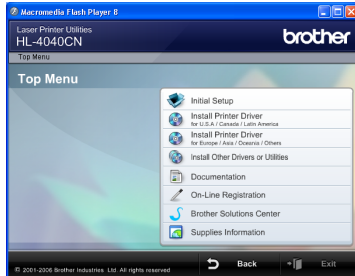 Macromedia Flash Player 8
Laser Printer Utilities
HL-4040CN
brother
Top Menu
Top Menu
Initial Setup
Install Printer Driver
for U.S.A / Canada / Latin America
Install Printer Driver
for Europe / Asia / Oceania / Others
Install Other Drivers or Utilities
Documentation
On-Line Registration
Brother Solutions Center
Supplies Information
© 2001-2006 Brother Industries Ltd. All rights reserved
Back
Exit